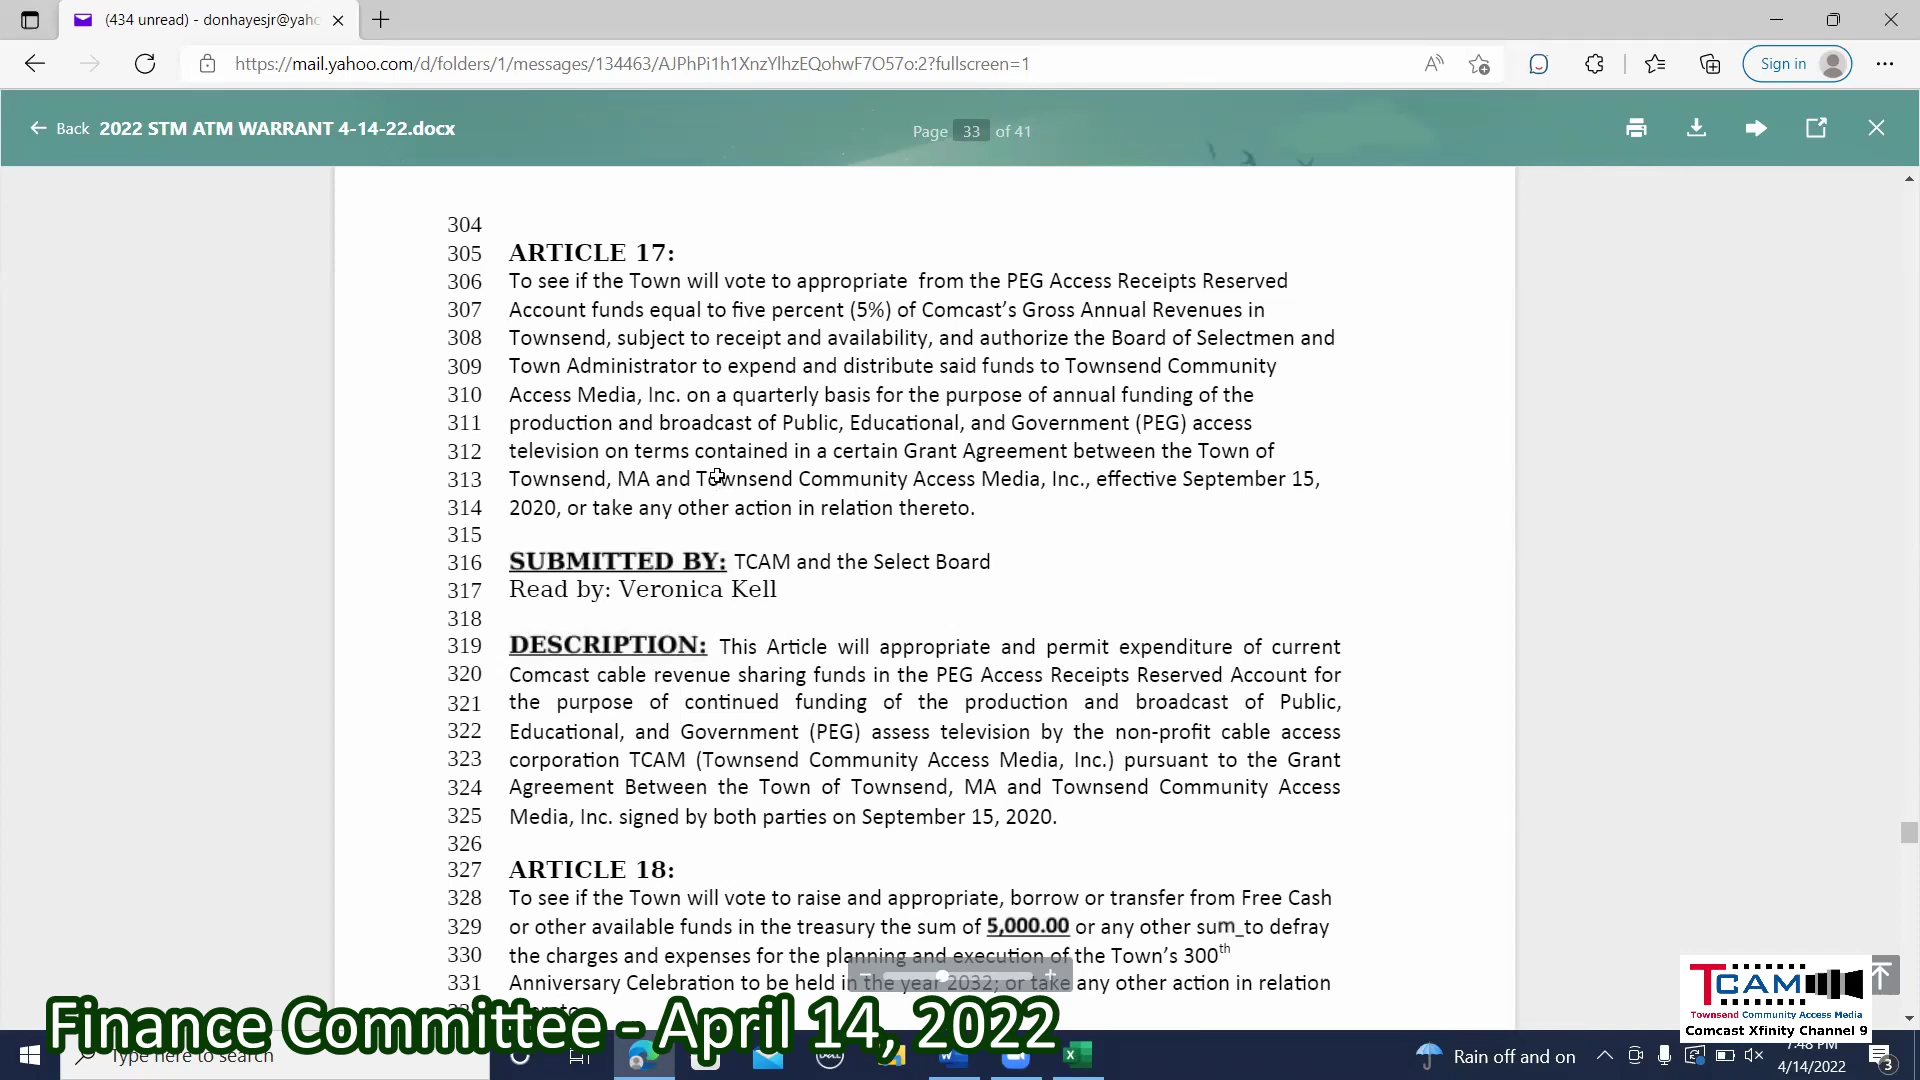 (434 unread) - donhayesjr@yaho
https://mail.yahoo.com/d/folders/1/messages/134463/AJPhPi1h1XnzYlhzEQohwF7O57o:2?fullscreen=1
Sign in
Back 2022 STM ATM WARRANT 4-14-22.docx
Page 33 of 41
304
305 ARTICLE 17:
306 To see if the Town will vote to appropriate from the PEG Access Receipts Reserved
307 Account funds equal to five percent (5%) of Comcast’s Gross Annual Revenues in
308 Townsend, subject to receipt and availability, and authorize the Board of Selectmen and
309 Town Administrator to expend and distribute said funds to Townsend Community
310 Access Media, Inc. on a quarterly basis for the purpose of annual funding of the
311 production and broadcast of Public, Educational, and Government (PEG) access
312 television on terms contained in a certain Grant Agreement between the Town of
313 Townsend, MA and Townsend Community Access Media, Inc., effective September 15,
314 2020, or take any other action in relation thereto.
315
316 SUBMITTED BY: TCAM and the Select Board
317 Read by: Veronica Kell
318
319 DESCRIPTION: This Article will appropriate and permit expenditure of current
320 Comcast cable revenue sharing funds in the PEG Access Receipts Reserved Account for
321 the purpose of continued funding of the production and broadcast of Public,
322 Educational, and Government (PEG) assess television by the non-profit cable access
323 corporation TCAM (Townsend Community Access Media, Inc.) pursuant to the Grant
324 Agreement Between the Town of Townsend, MA and Townsend Community Access
325 Media, Inc. signed by both parties on September 15, 2020.
326
327 ARTICLE 18:
328 To see if the Town will vote to raise and appropriate, borrow or transfer from Free Cash
329 or other available funds in the treasury the sum of 5,000.00 or any other sum_to defray
330 the charges and expenses for the planning and execution of the Town’s 300th
331 Anniversary Celebration to be held in the year 2032; or take any other action in relation
Finance Committee - April 14, 2022
TCAM
Townsend Community Access Media
Comcast Xfinity Channel 9
Type here to search
DELL
Rain off and on
7:48 PM
4/14/2022
3